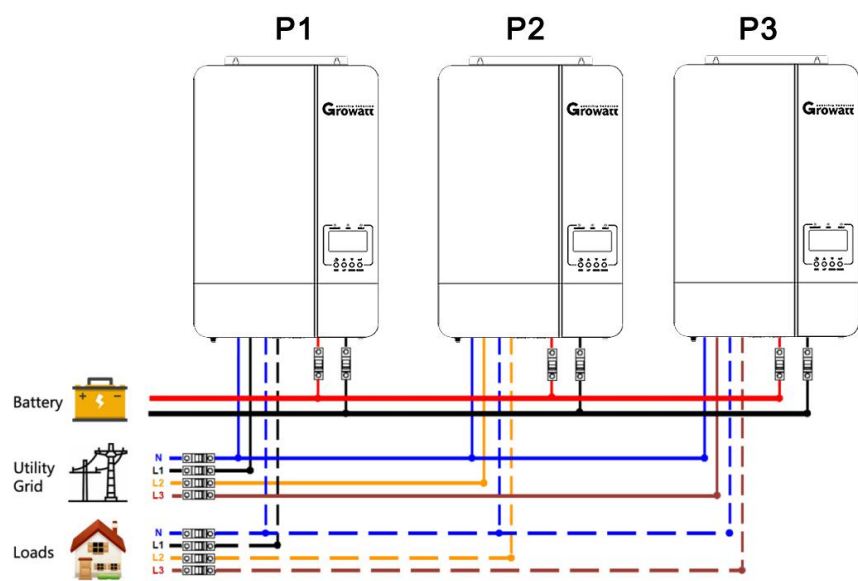 P1 P2 P3
Growatt Growatt Growatt
Battery
+ -
N
L1
L2
L3
Utility
Grid
N
L1
L2
L3
Loads